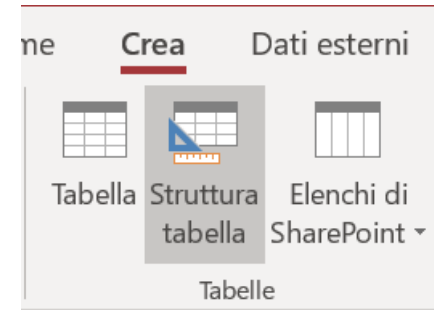 me Crea Dati esterni
Tabella Struttura tabella Elenchi di SharePoint
Tabelle